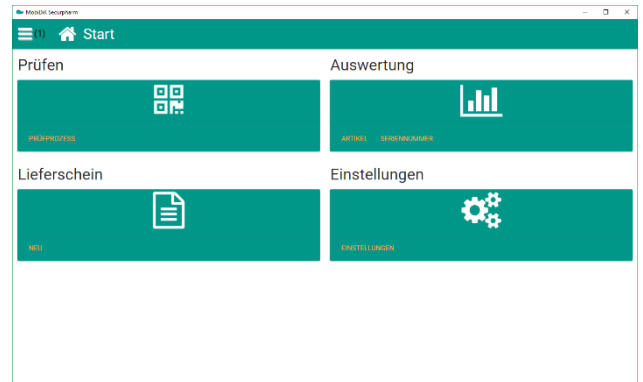 MobiDiK Securpharm
(1) Start
Prüfen
PRÜFPROZESS
Auswertung
ARTIKEL SERIENNUMMER
Lieferschein
NEU
Einstellungen
EINSTELLUNGEN